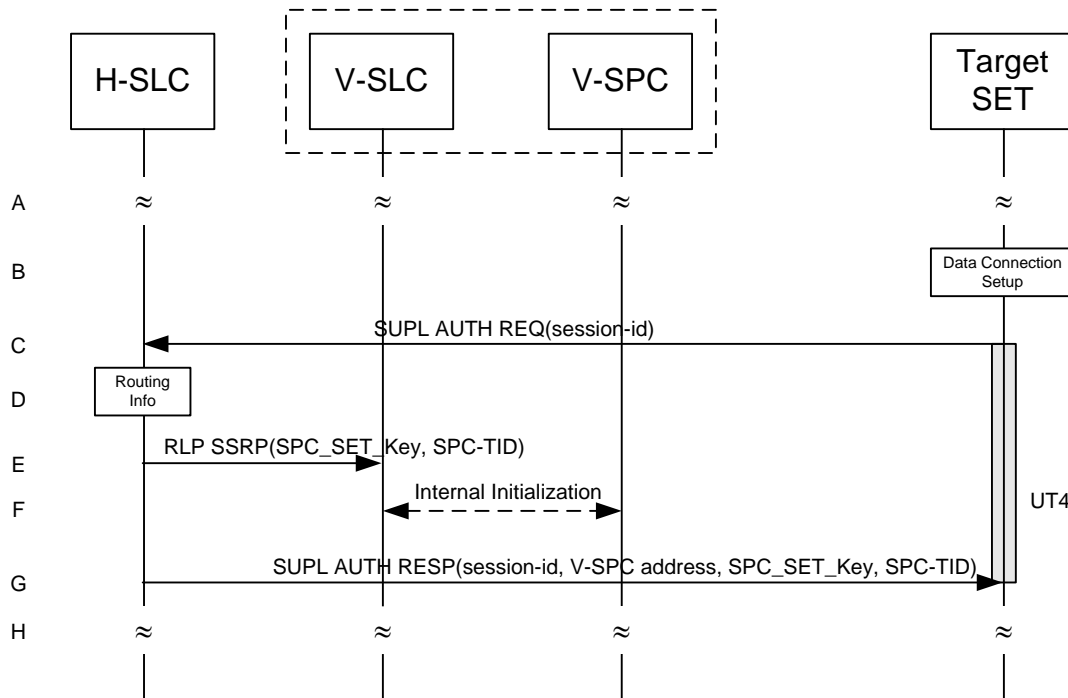 H-SLC
V-SLC
V-SPC
Target
SET
A
≈ ≈ ≈ ≈
B
Data Connection
Setup
SUPL AUTH REQ(session-id)
C
Routing
Info
D
RLP SSRP(SPC_SET_Key, SPC-TID)
E
Internal Initialization
F
UT4
SUPL AUTH RESP(session-id, V-SPC address, SPC_SET_Key, SPC-TID)
G
H
≈ ≈ ≈ ≈